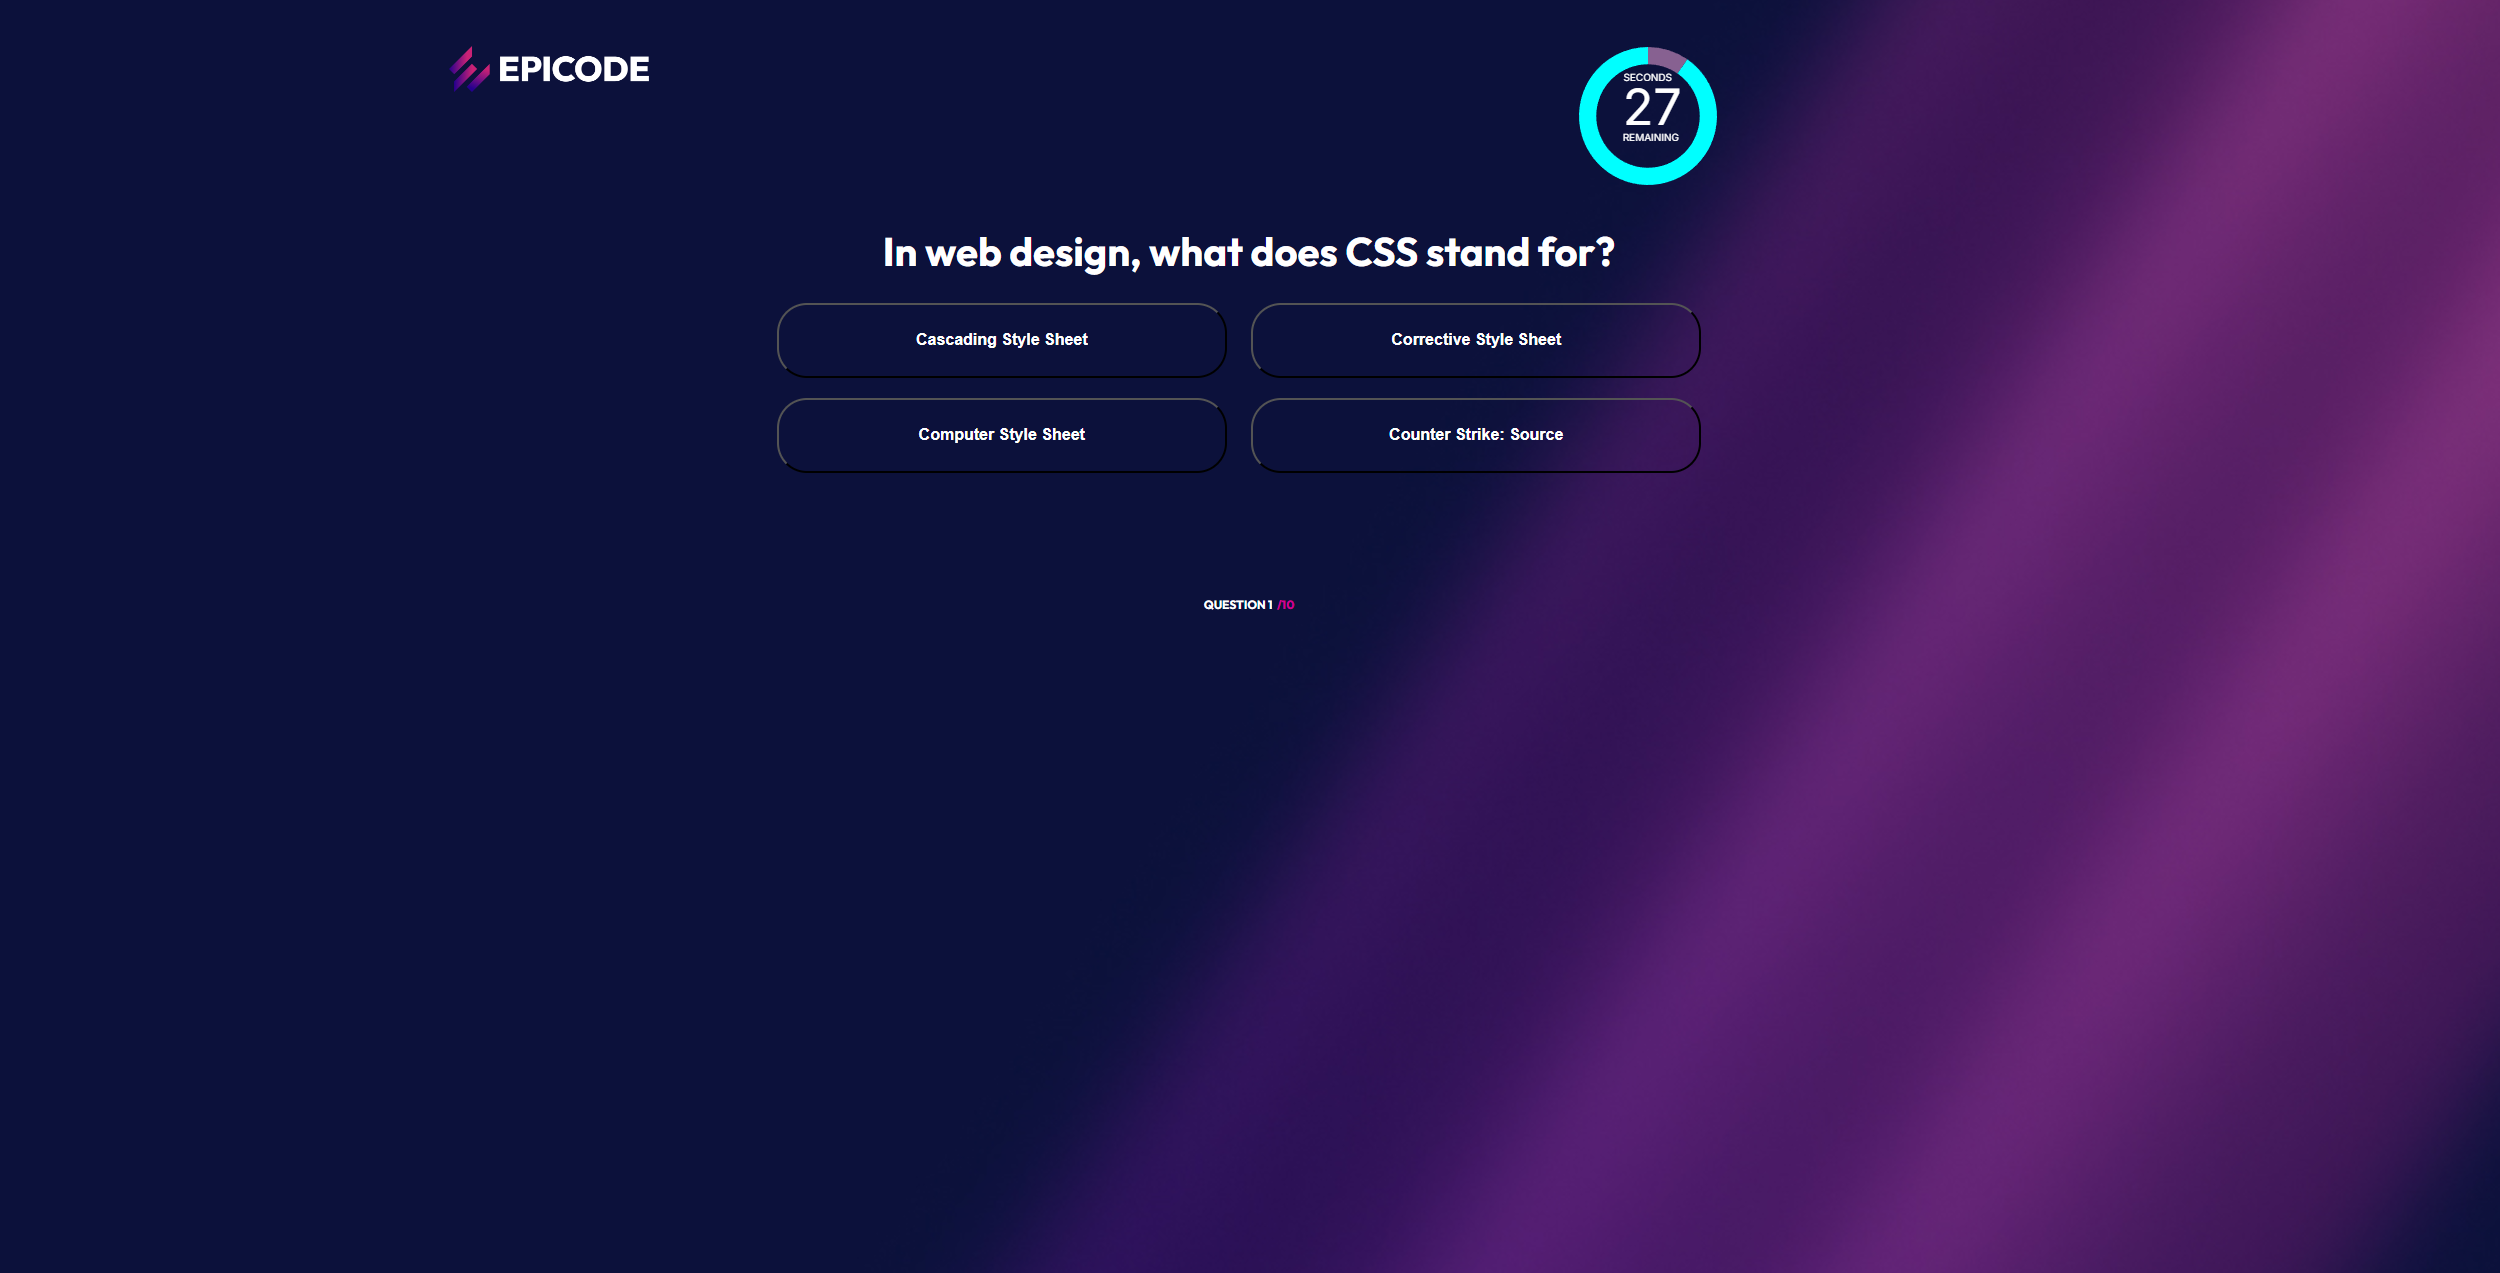 EPICODE
SECONDS
27
REMAINING
In web design, what does CSS stand for?
Cascading Style Sheet
Corrective Style Sheet
Computer Style Sheet
Counter Strike: Source
QUESTION 1 /10